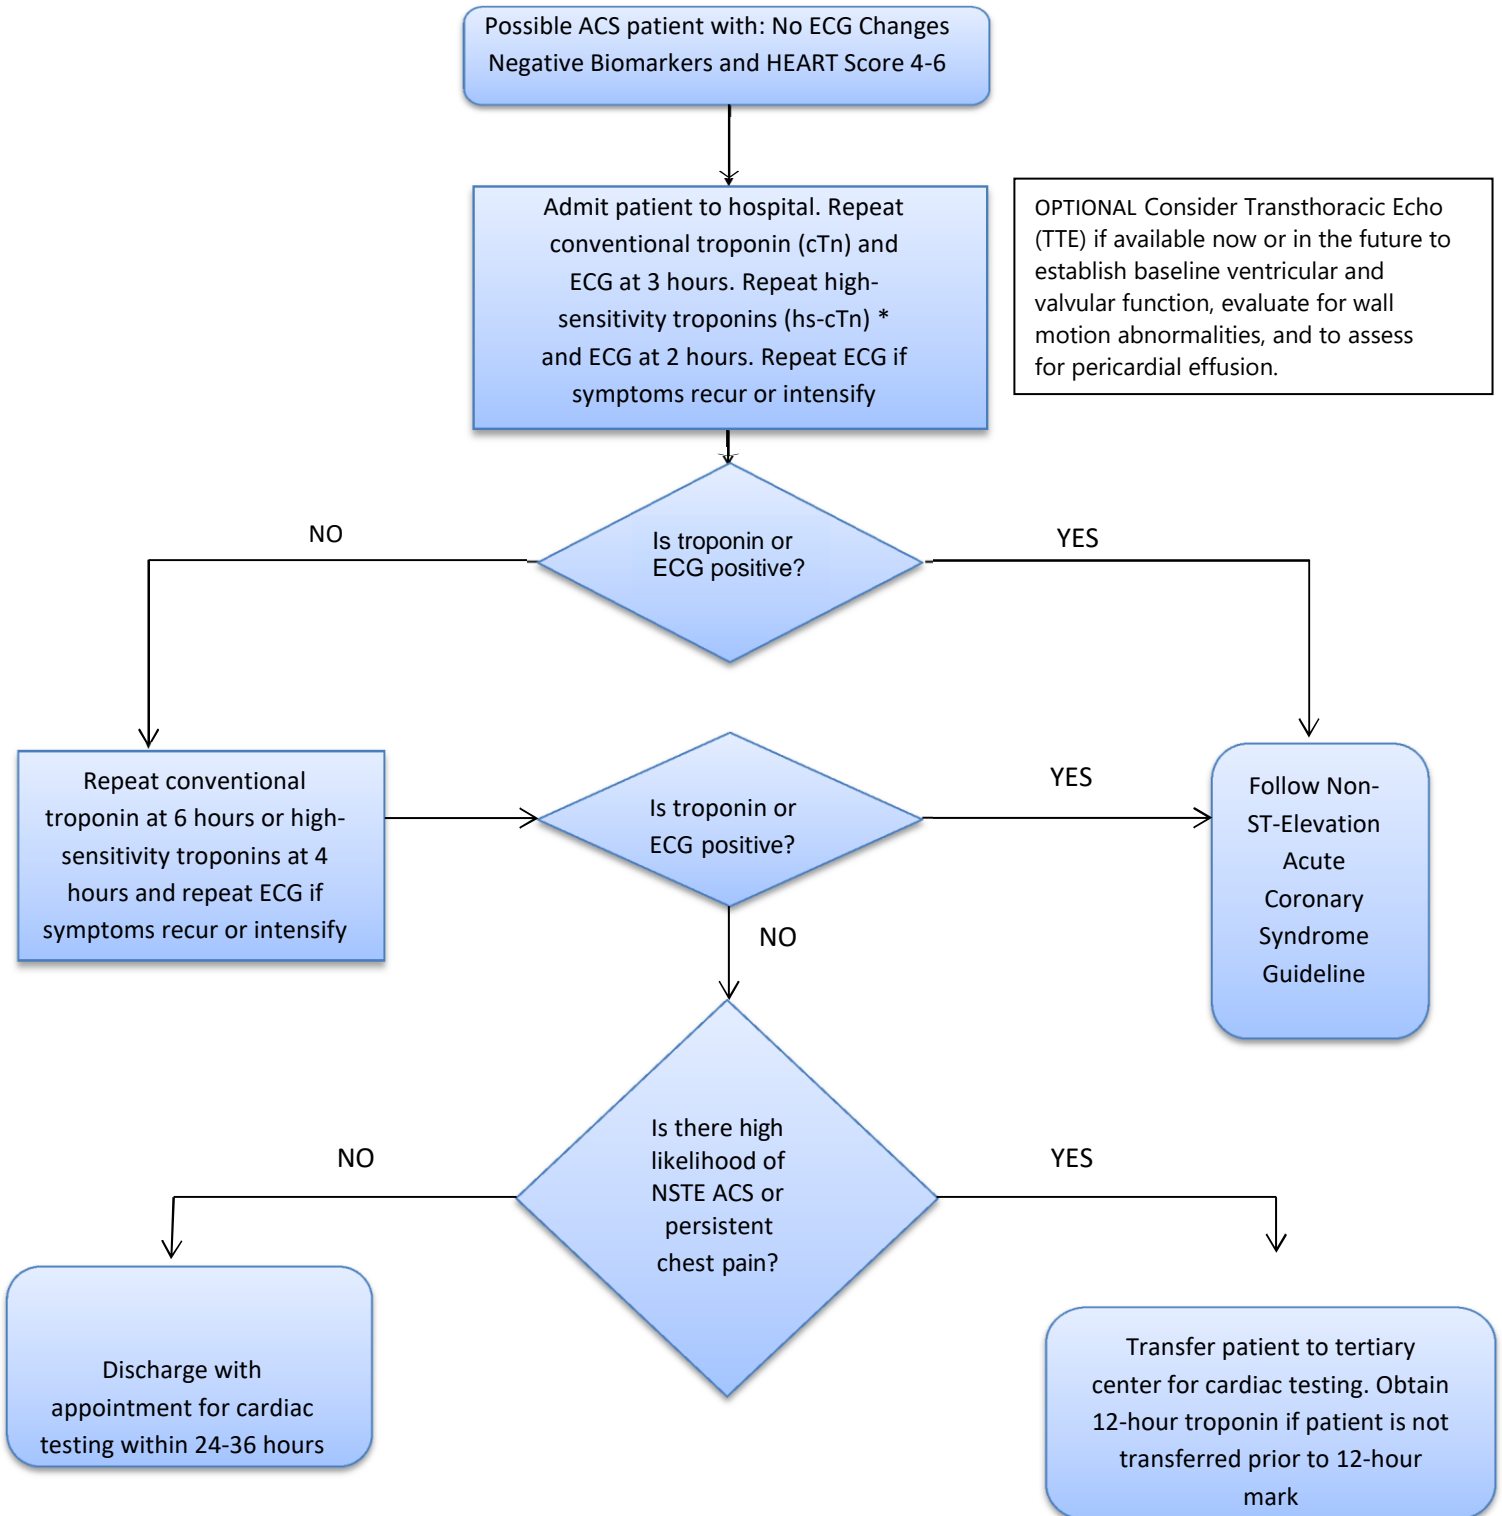 Possible ACS patient with: No ECG Changes
Negative Biomarkers and HEART Score 4-6
Admit patient to hospital. Repeat
conventional troponin (cTn) and
ECG at 3 hours. Repeat high-
sensitivity troponins (hs-cTn) *
and ECG at 2 hours. Repeat ECG if
symptoms recur or intensify
OPTIONAL Consider Transthoracic Echo
(TTE) if available now or in the future to
establish baseline ventricular and
valvular function, evaluate for wall
motion abnormalities, and to assess
for pericardial effusion.
NO
Is troponin or
ECG positive?
YES
Repeat conventional
troponin at 6 hours or high-
sensitivity troponins at 4
hours and repeat ECG if
symptoms recur or intensify
Is troponin or
ECG positive?
YES
NO
Follow Non-
ST-Elevation
Acute
Coronary
Syndrome
Guideline
Is there high
likelihood of
NSTE ACS or
persistent
chest pain?
NO
YES
Discharge with
appointment for cardiac
testing within 24-36 hours
Transfer patient to tertiary
center for cardiac testing. Obtain
12-hour troponin if patient is not
transferred prior to 12-hour
mark